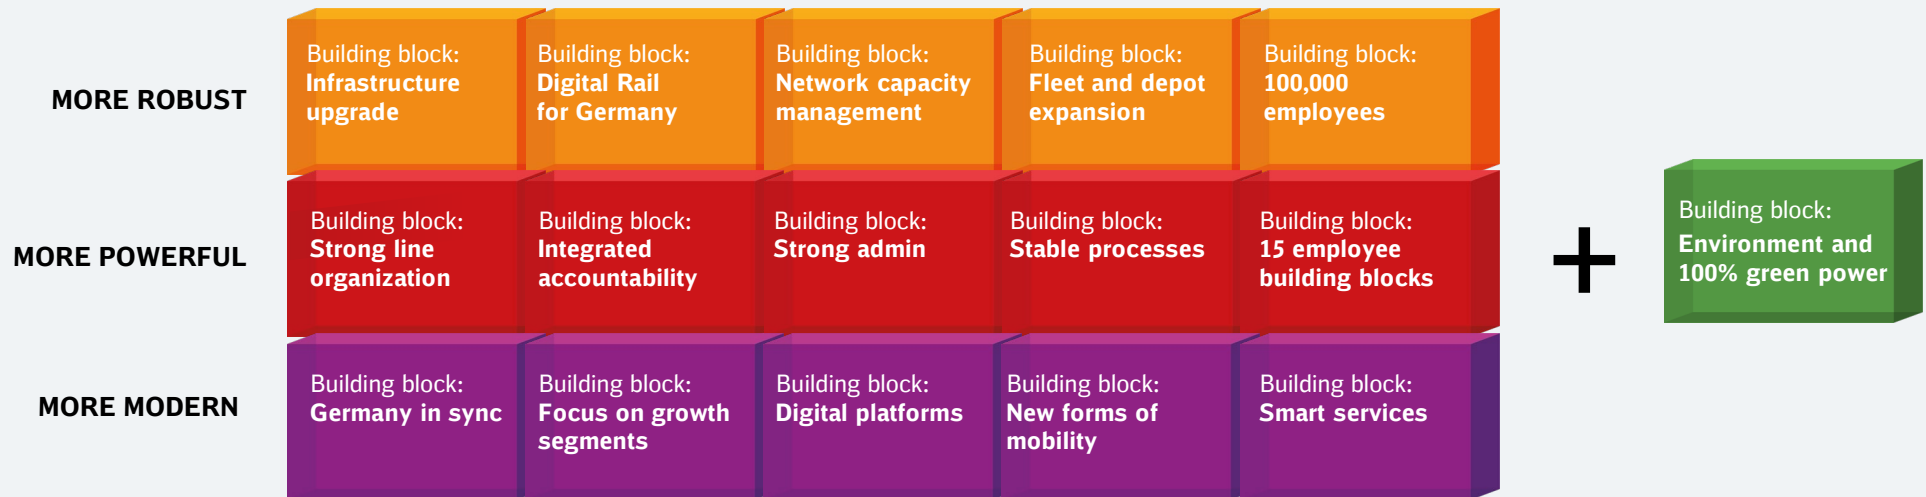 MORE ROBUST
Building block:
Infrastructure
upgrade
Building block:
Digital Rail
for Germany
Building block:
Network capacity
management
Building block:
Fleet and depot
expansion
Building block:
100,000
employees
MORE POWERFUL
Building block:
Strong line
organization
Building block:
Integrated
accountability
Building block:
Strong admin
Building block:
Stable processes
Building block:
15 employee
building blocks
+
Building block:
Environment and
100% green power
MORE MODERN
Building block:
Germany in sync
Building block:
Focus on growth
segments
Building block:
Digital platforms
Building block:
New forms of
mobility
Building block:
Smart services